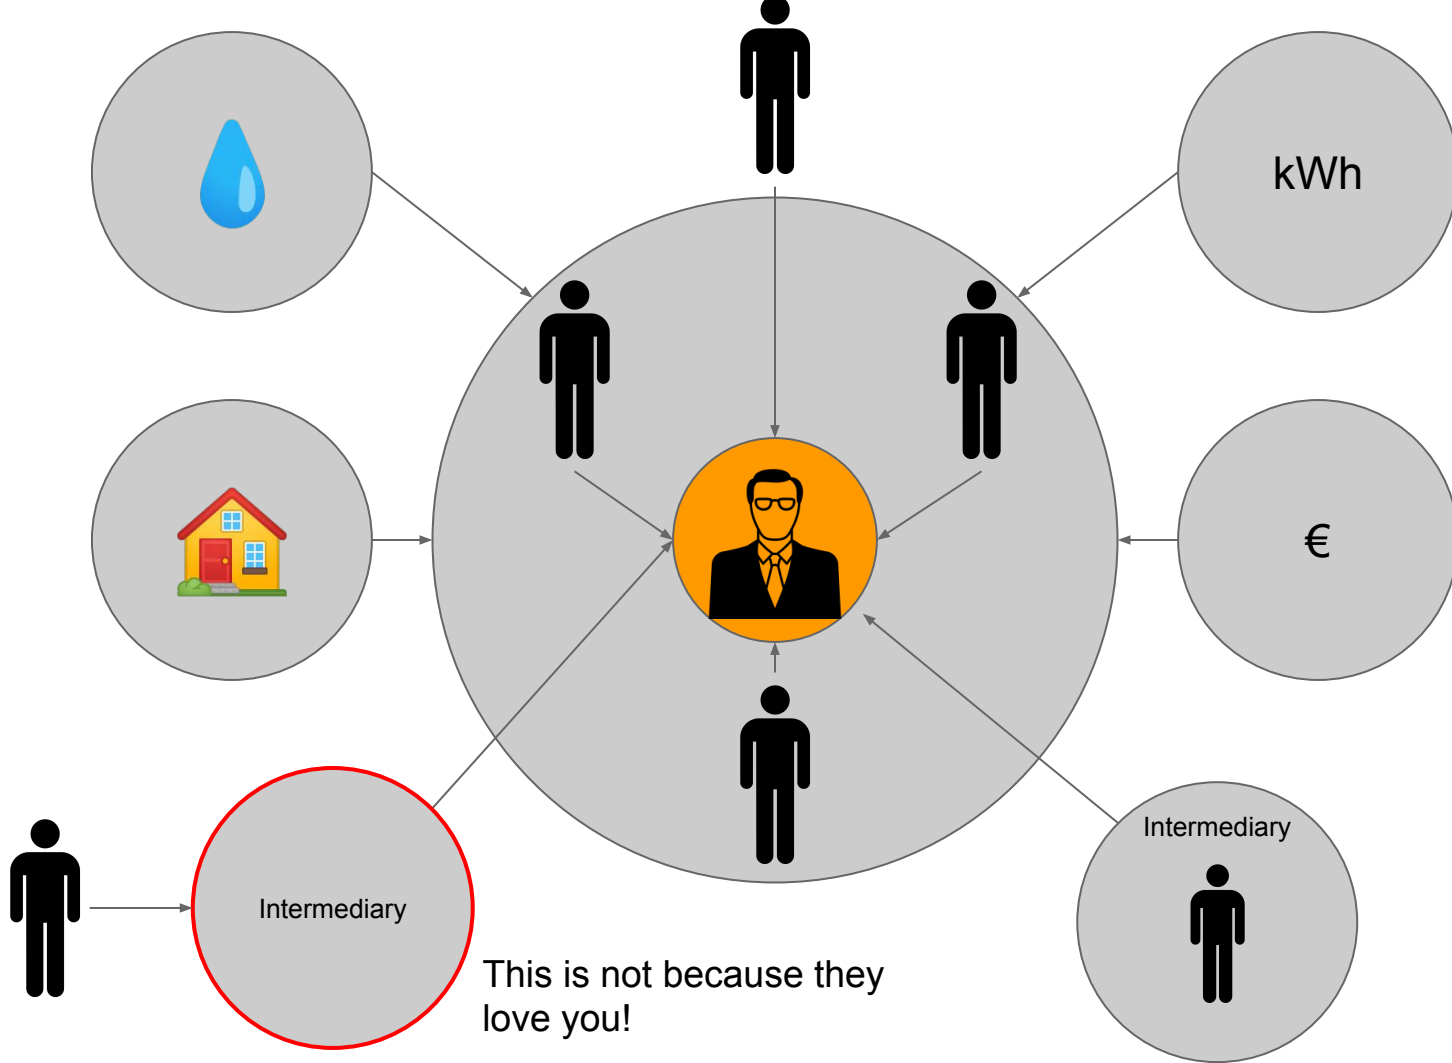 kWh
€
Intermediary
Intermediary
This is not because they
love you!